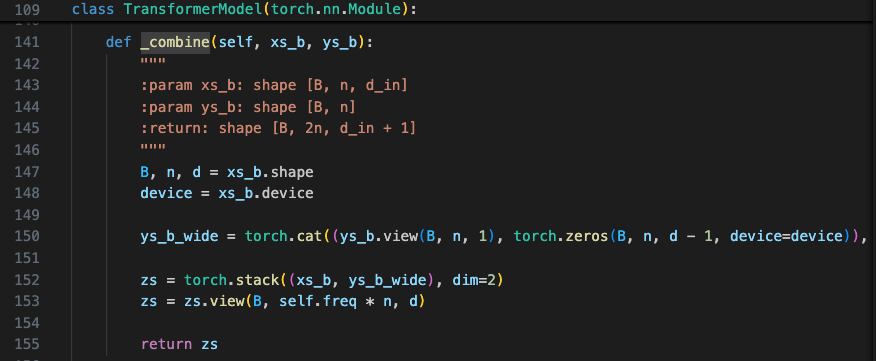 109 class TransformerModel(torch.nn.Module):
141 def _combine(self, xs_b, ys_b):
142 """
143 :param xs_b: shape [B, n, d_in]
144 :param ys_b: shape [B, n]
145 :return: shape [B, 2n, d_in + 1]
146 """
147 B, n, d = xs_b.shape
148 device = xs_b.device
149
150 ys_b_wide = torch.cat((ys_b.view(B, n, 1), torch.zeros(B, n, d - 1, device=device)),
151
152 zs = torch.stack((xs_b, ys_b_wide), dim=2)
153 zs = zs.view(B, self.freq * n, d)
154
155 return zs